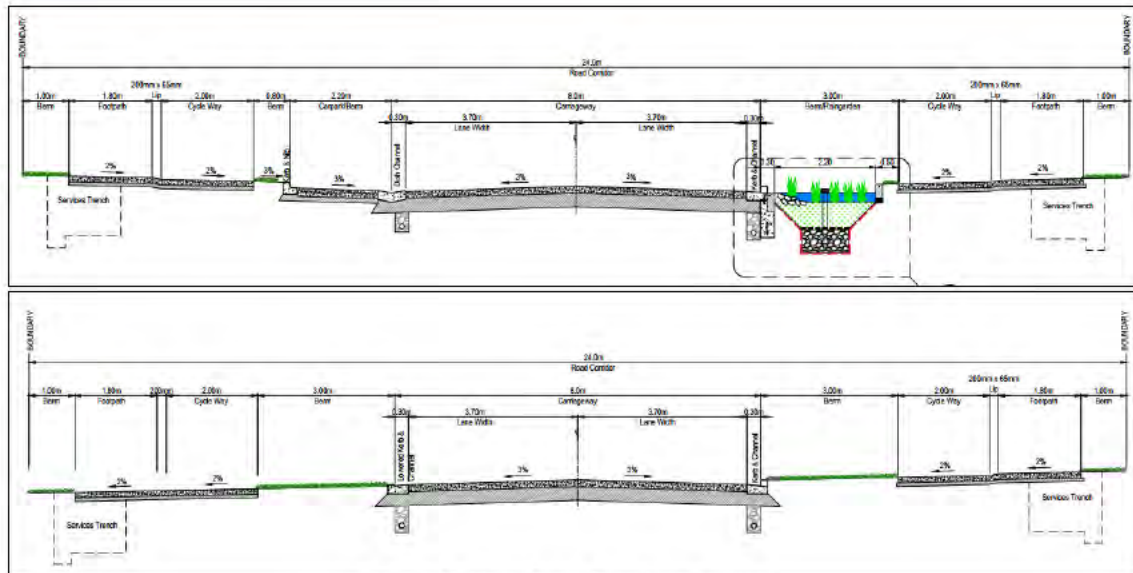 BOUNDARY
BOUNDARY
24.0m
Road Corridor
1.00m
Berm
1.80m
Footpath
200mm x 65mm
Lip
2.00m
Cycle Way
0.80m
Berm
2.20m
Carpark/Berm
8.0m
Carriageway
3.00m
Berm/Raingarden
2.00m
Cycle Way
200mm x 65mm
Lip
1.80m
Footpath
1.00m
Berm
0.30m
3.70m
Lane Width
3.70m
Lane Width
0.30m
Dish Channel
Kerb & Channel
2.20
2%
2%
3%
3%
3%
2%
2%
Services Trench
Services Trench
BOUNDARY
BOUNDARY
24.0m
Road Corridor
1.00m
Berm
1.80m
Footpath
200mm
2.00m
Cycle Way
3.00m
Berm
8.0m
Carriageway
3.00m
Berm
2.00m
Cycle Way
200mm x 65mm
Lip
1.80m
Footpath
1.00m
Berm
0.30m
3.70m
Lane Width
3.70m
Lane Width
0.30m
Lowered Kerb &
Channel
Kerb & Channel
2%
2%
3%
3%
2%
2%
Services Trench
Services Trench